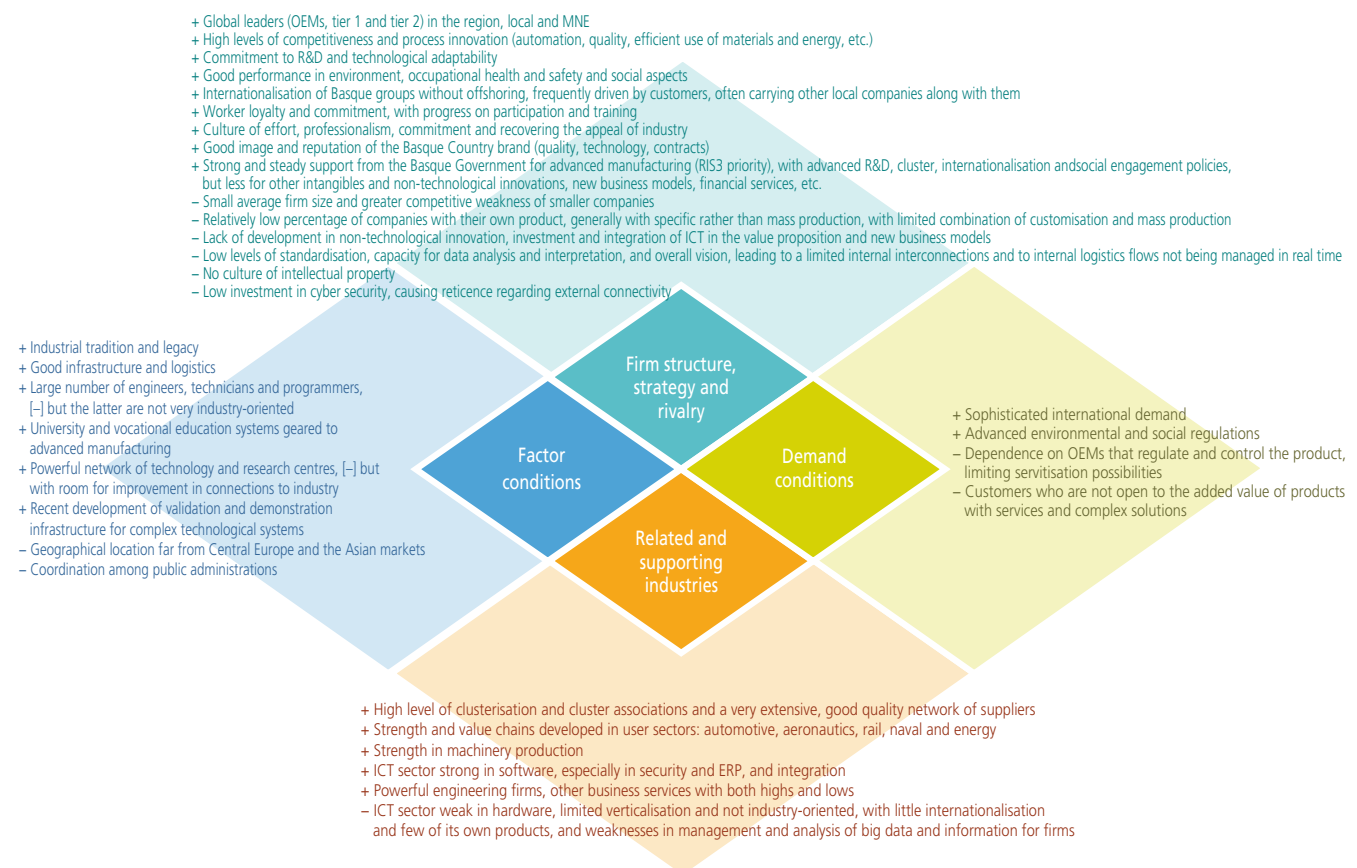 + Global leaders (OEMs, tier 1 and tier 2) in the region, local and MNE
+ High levels of competitiveness and process innovation (automation, quality, efficient use of materials and energy, etc.)
+ Commitment to R&D and technological adaptability
+ Good performance in environment, occupational health and safety and social aspects
+ Internationalisation of Basque groups without offshoring, frequently driven by customers, often carrying other local companies along with them
+ Worker loyalty and commitment, with progress on participation and training
+ Culture of effort, professionalism, commitment and recovering the appeal of industry
+ Good image and reputation of the Basque Country brand (quality, technology, contracts)
+ Strong and steady support from the Basque Government for advanced manufacturing (RIS3 priority), with advanced R&D, cluster, internationalisation andsocial engagement policies,
but less for other intangibles and non-technological innovations, new business models, financial services, etc.
– Small average firm size and greater competitive weakness of smaller companies
– Relatively low percentage of companies with their own product, generally with specific rather than mass production, with limited combination of customisation and mass production
– Lack of development in non-technological innovation, investment and integration of ICT in the value proposition and new business models
– Low levels of standardisation, capacity for data analysis and interpretation, and overall vision, leading to a limited internal interconnections and to internal logistics flows not being managed in real time
– No culture of intellectual property
– Low investment in cyber security, causing reticence regarding external connectivity
+ Industrial tradition and legacy
+ Good infrastructure and logistics
+ Large number of engineers, technicians and programmers,
[–] but the latter are not very industry-oriented
+ University and vocational education systems geared to
advanced manufacturing
+ Powerful network of technology and research centres, [–] but
with room for improvement in connections to industry
+ Recent development of validation and demonstration
infrastructure for complex technological systems
– Geographical location far from Central Europe and the Asian markets
– Coordination among public administrations
Firm structure,
strategy and
rivalry
Factor
conditions
Demand
conditions
Related and
supporting
industries
+ Sophisticated international demand
+ Advanced environmental and social regulations
– Dependence on OEMs that regulate and control the product,
limiting servitisation possibilities
– Customers who are not open to the added value of products
with services and complex solutions
+ High level of clusterisation and cluster associations and a very extensive, good quality network of suppliers
+ Strength and value chains developed in user sectors: automotive, aeronautics, rail, naval and energy
+ Strength in machinery production
+ ICT sector strong in software, especially in security and ERP, and integration
+ Powerful engineering firms, other business services with both highs and lows
– ICT sector weak in hardware, limited verticalisation and not industry-oriented, with little internationalisation
and few of its own products, and weaknesses in management and analysis of big data and information for firms